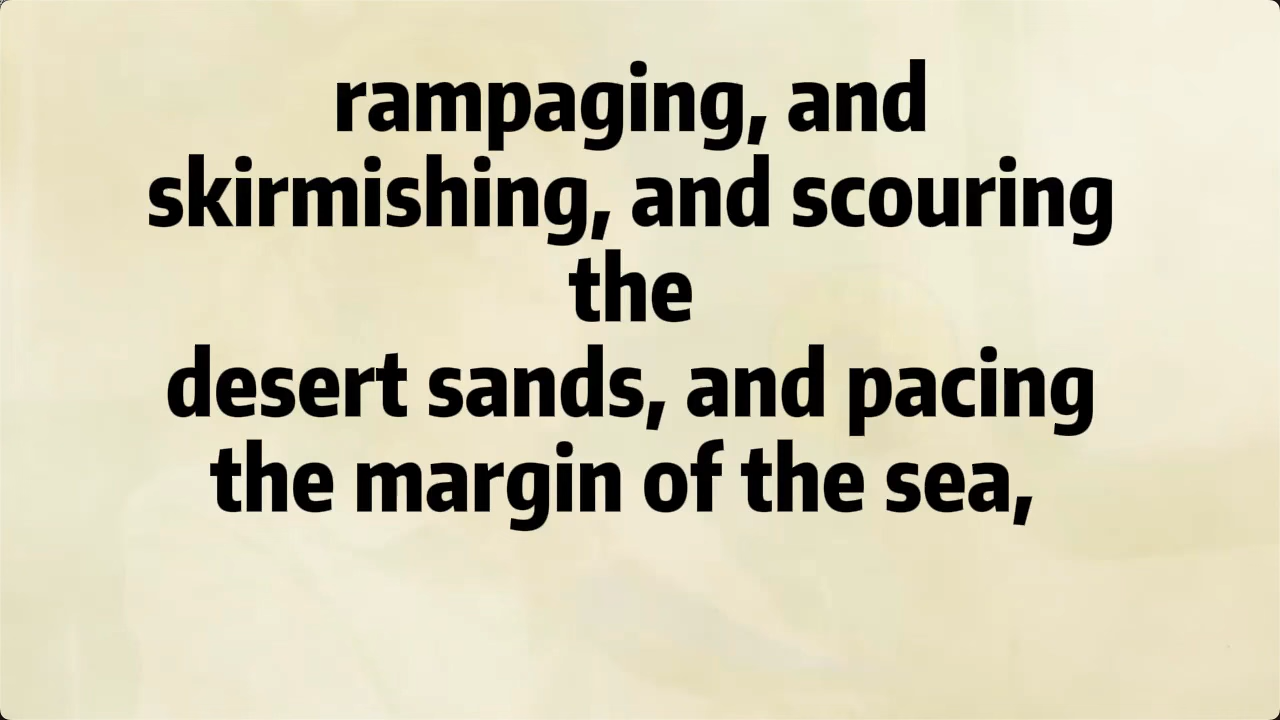 rampaging, and
skirmishing, and scouring
the
desert sands, and pacing
the margin of the sea,